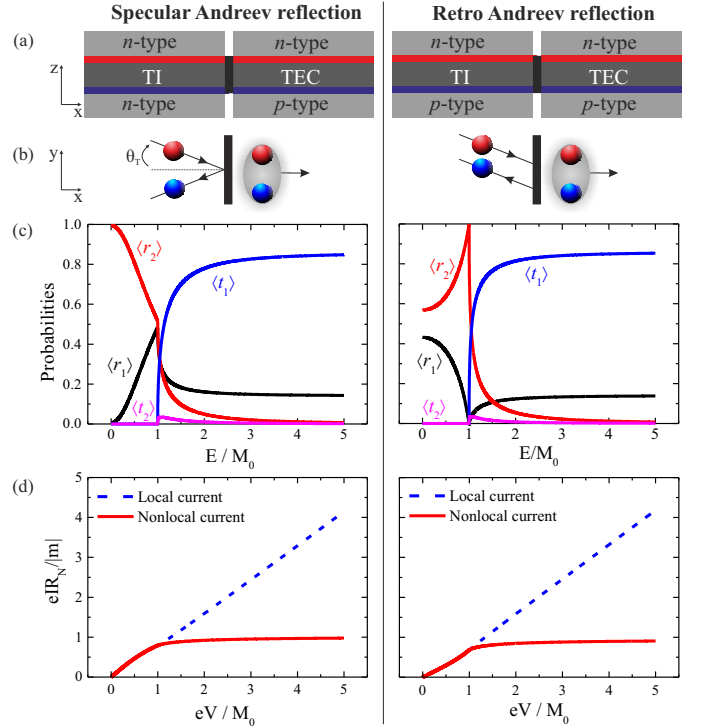 Specular Andreev reflection
Retro Andreev reflection
(a)
n-type
n-type
n-type
n-type
z
x
TI
TEC
TI
TEC
n-type
p-type
p-type
p-type
(b)
y
x
θ_T
(c)
Probabilities
1.0
0.8
0.6
0.4
0.2
0.0
⟨r₂⟩
⟨t₁⟩
⟨r₁⟩
⟨t₂⟩
0 1 2 3 4 5
E / M₀
⟨r₂⟩
⟨t₁⟩
⟨r₁⟩
⟨t₂⟩
0 1 2 3 4 5
E/M₀
(d)
eIR_N/|m|
5
4
3
2
1
0
Local current
Nonlocal current
0 1 2 3 4 5
eV / M₀
Local current
Nonlocal current
0 1 2 3 4 5
eV / M₀